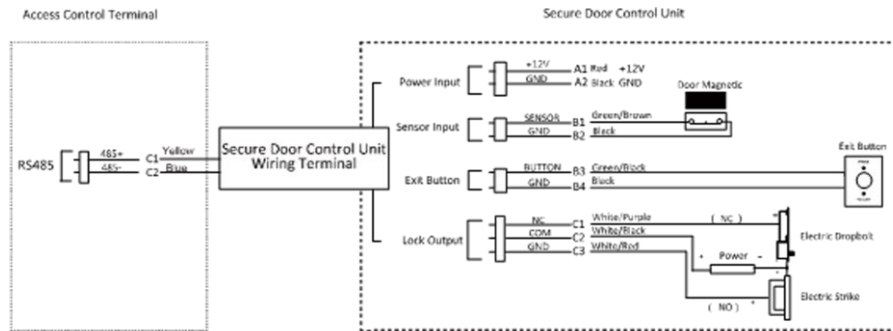 Access Control Terminal
Secure Door Control Unit
RS485
485+ C1 Yellow
485- C2 Blue
Secure Door Control Unit
Wiring Terminal
Power Input
+12V A1 Red +12V
GND A2 Black GND
Door Magnetic
Sensor Input
SENSOR B1 Green/Brown
GND B2 Black
Exit Button
Exit Button
BUTTON B3 Green/Black
GND B4 Black
Lock Output
NC C1 White/Purple ( NC )
COM C2 White/Black
GND C3 White/Red
Electric Dropbolt
+ Power -
( NO )
Electric Strike